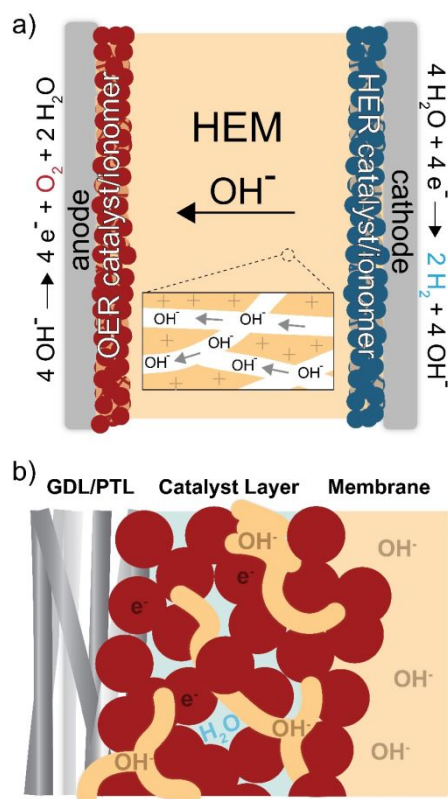 a)
4 OH⁻ → 4 e⁻ + O₂ + 2 H₂O
anode
OER catalyst/ionomer
HEM
OH⁻
HER catalyst/ionomer
cathode
4 H₂O + 4 e⁻ → 2 H₂ + 4 OH⁻
+ + + + +
OH⁻ OH⁻
+ OH⁻ +
OH⁻ OH⁻
+ + OH⁻
+ + +
b)
GDL/PTL Catalyst Layer Membrane
OH⁻ OH⁻
e⁻
e⁻
OH⁻
e⁻
H₂O OH⁻
OH⁻ OH⁻